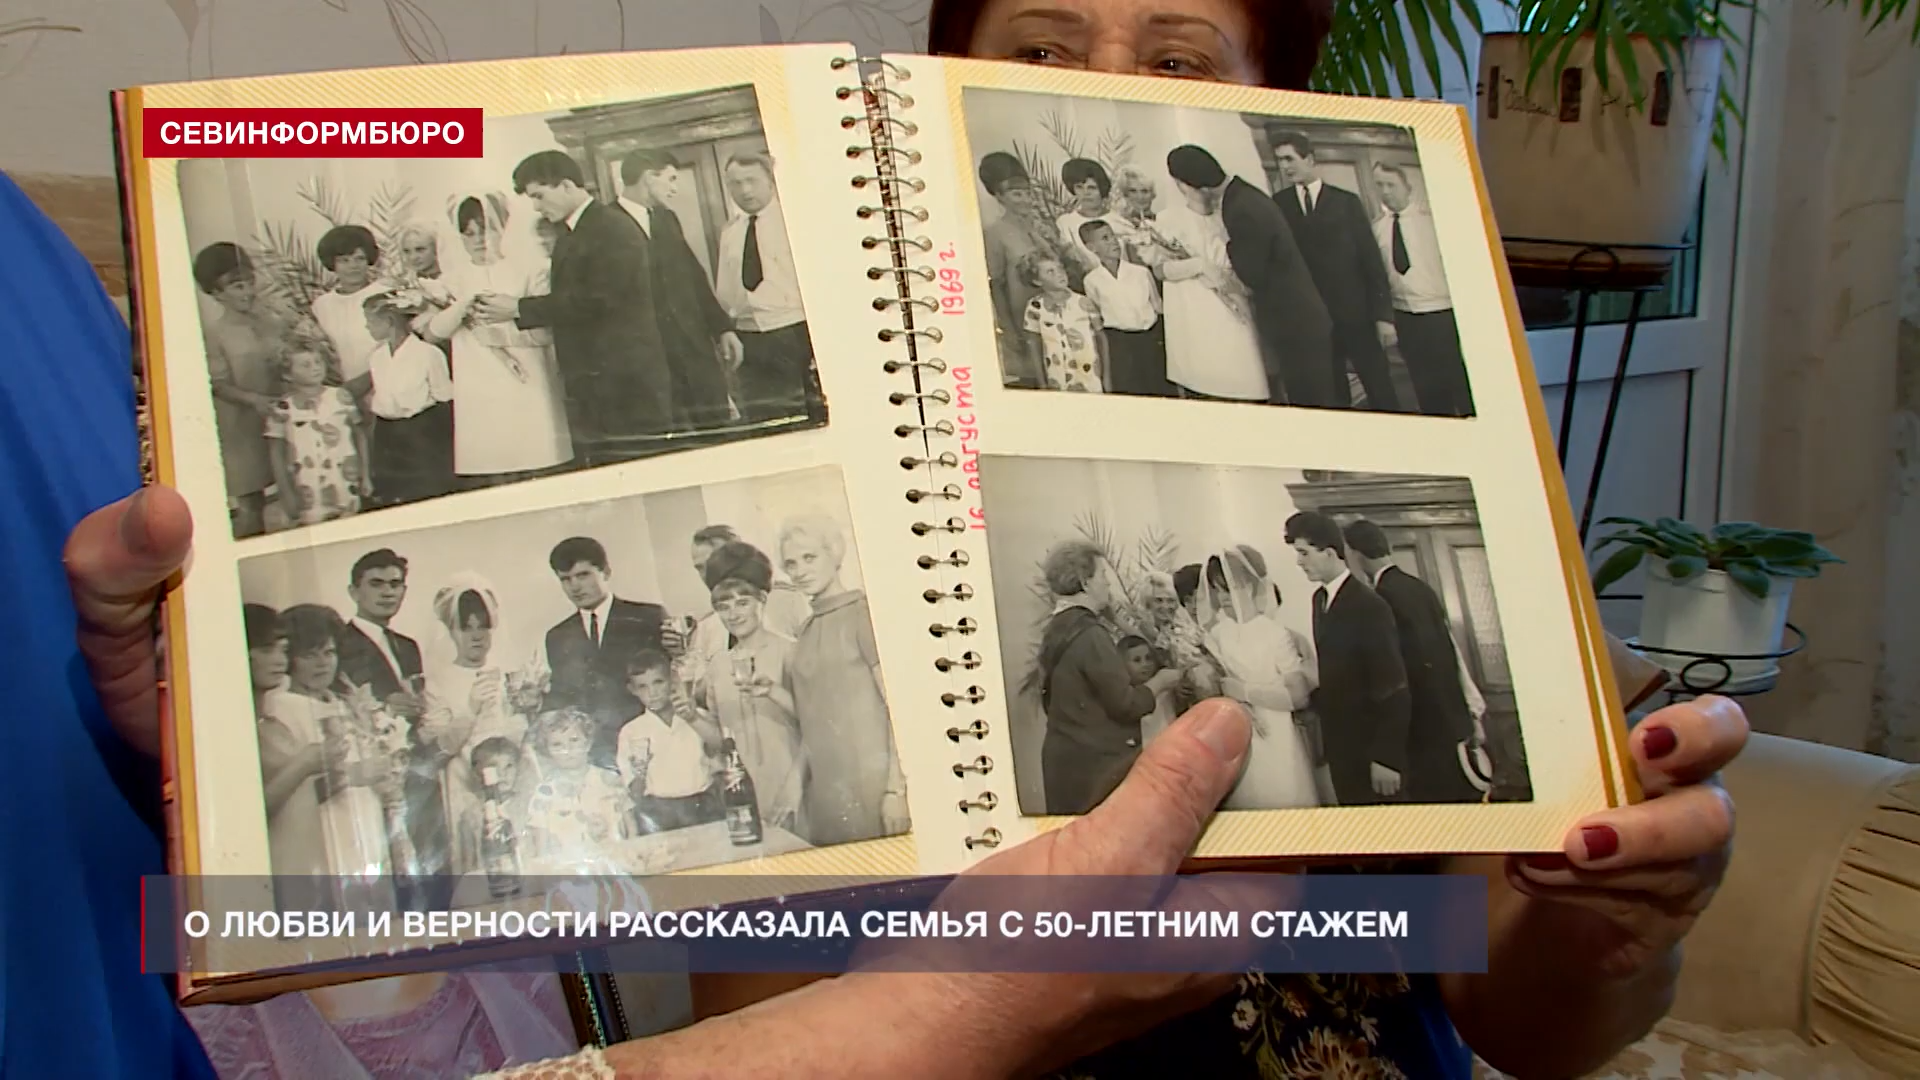 СЕВИНФОРМБЮРО
16 августа 1969 г.
О ЛЮБВИ И ВЕРНОСТИ РАССКАЗАЛА СЕМЬЯ С 50-ЛЕТНИМ СТАЖЕМ